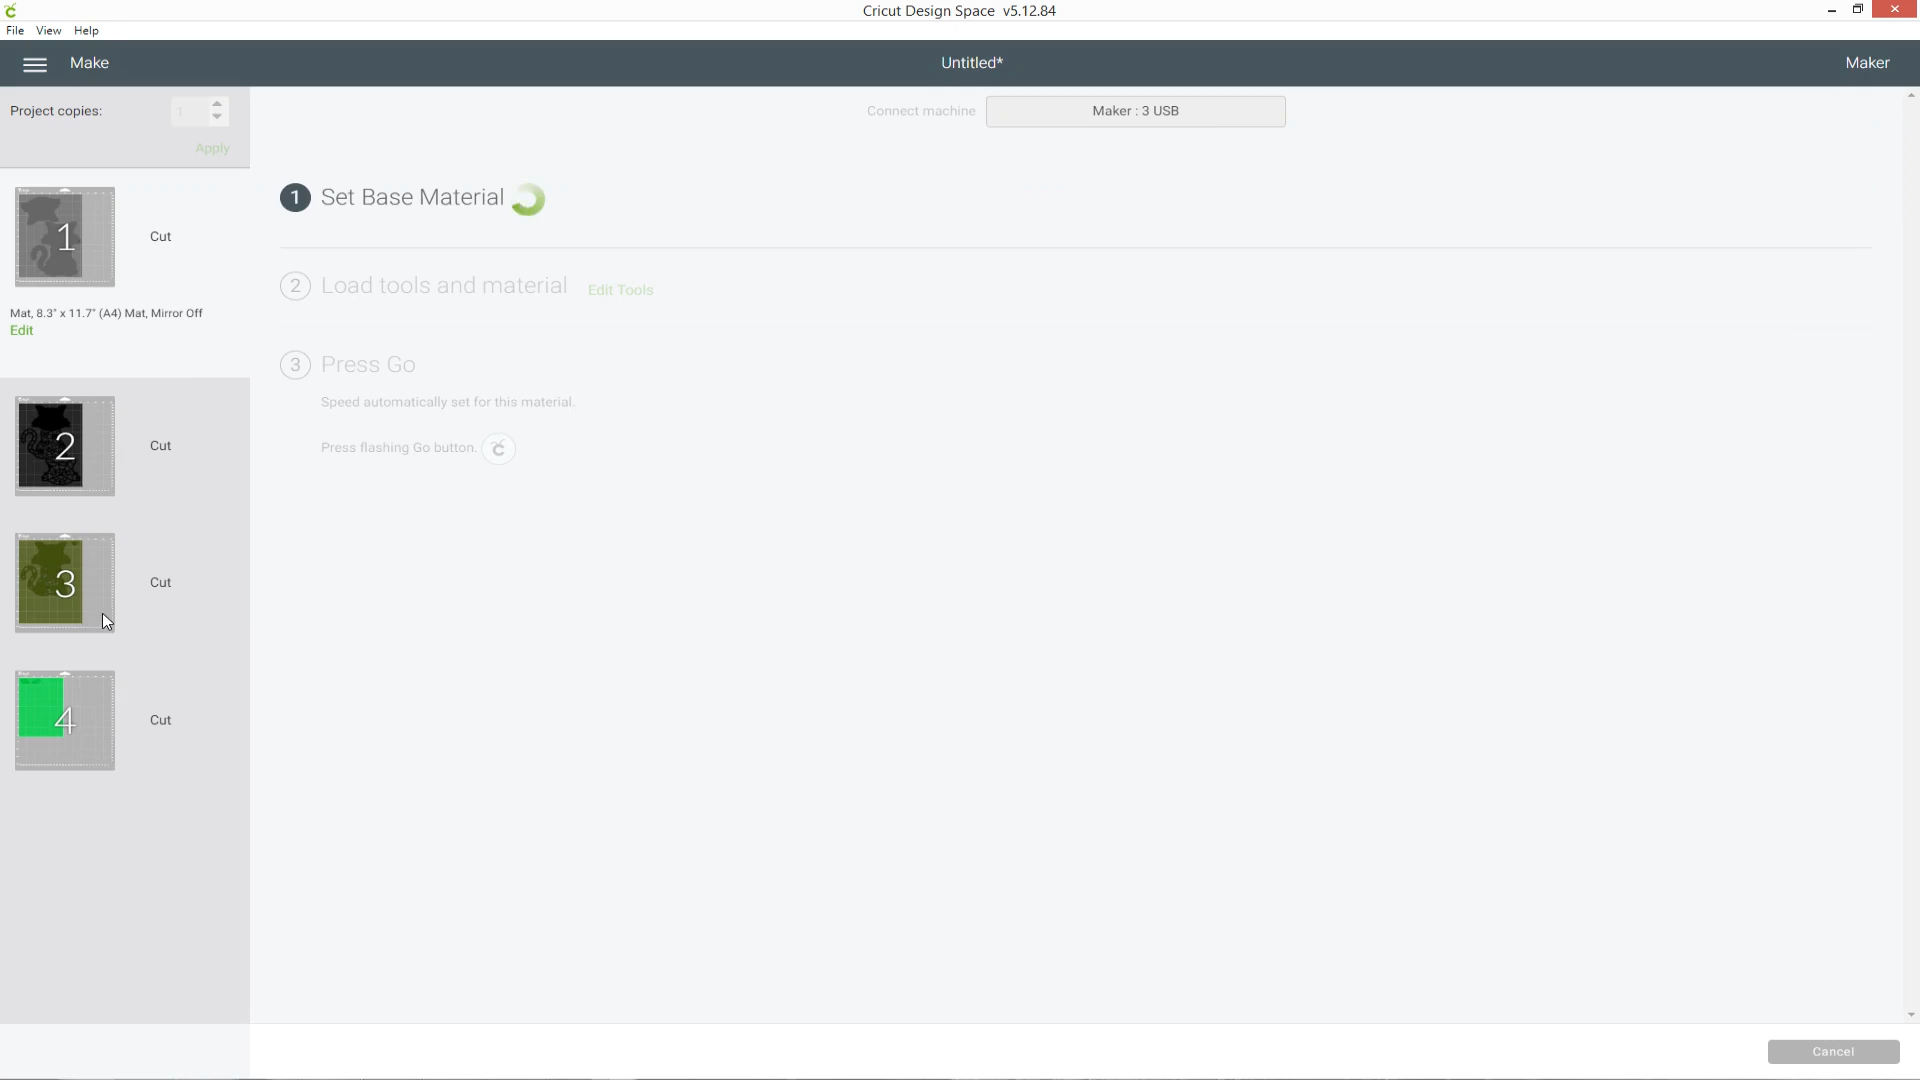 Cricut Design Space v5.12.84
File View Help
Make
Untitled*
Maker
Project copies:
1
Apply
Connect machine
Maker : 3 USB
1
Cut
Mat, 8.3" x 11.7" (A4) Mat, Mirror Off
Edit
2
Cut
3
Cut
4
Cut
1 Set Base Material
2 Load tools and material Edit Tools
3 Press Go
Speed automatically set for this material.
Press flashing Go button.
Cancel